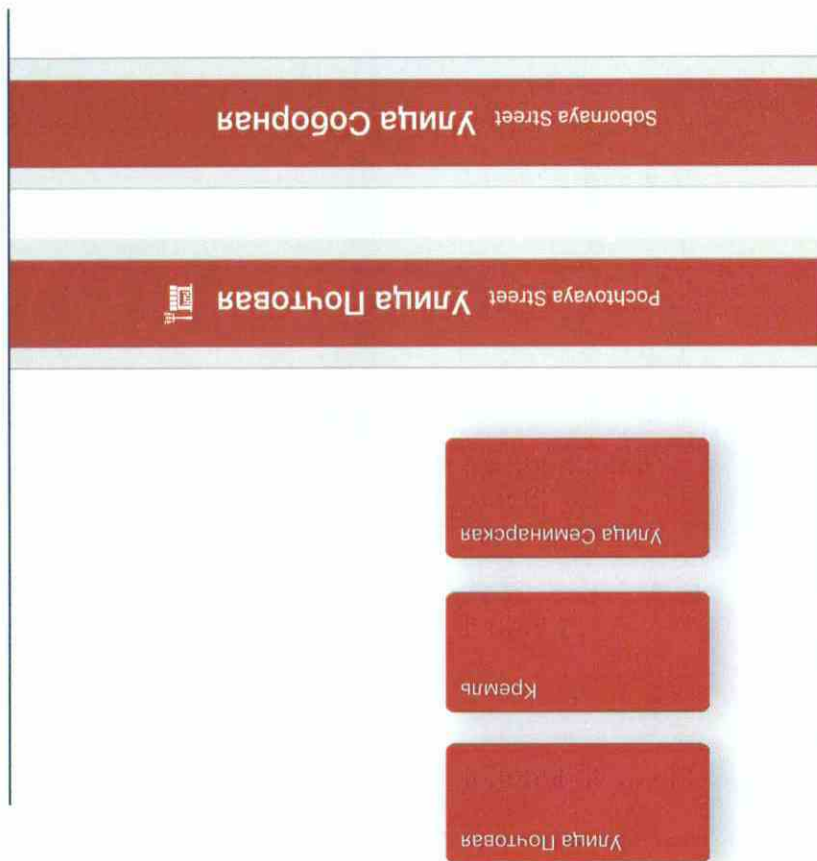 Улица Почтовая
Кремль
Улица Семинарская
Pochtovaya Street Улица Почтовая
Sobornaya Street Улица Соборная